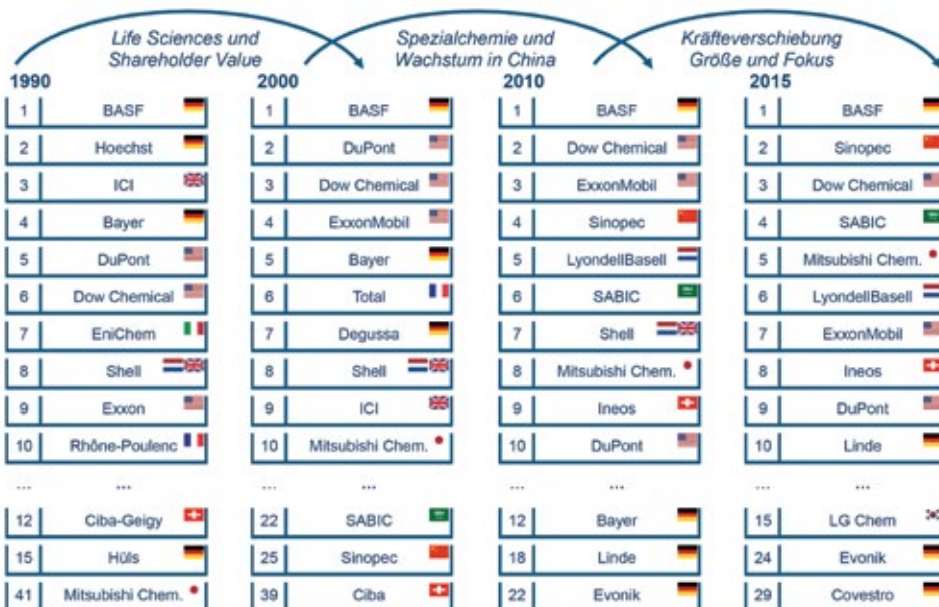 Life Sciences und
Shareholder Value
Spezialchemie und
Wachstum in China
Kräfteverschiebung
Größe und Fokus
1990
1 BASF
2 Hoechst
3 ICI
4 Bayer
5 DuPont
6 Dow Chemical
7 EniChem
8 Shell
9 Exxon
10 Rhône-Poulenc
... ...
12 Ciba-Geigy
15 Hüls
41 Mitsubishi Chem.
2000
1 BASF
2 DuPont
3 Dow Chemical
4 ExxonMobil
5 Bayer
6 Total
7 Degussa
8 Shell
9 ICI
10 Mitsubishi Chem.
... ...
22 SABIC
25 Sinopec
39 Ciba
2010
1 BASF
2 Dow Chemical
3 ExxonMobil
4 Sinopec
5 LyondellBasell
6 SABIC
7 Shell
8 Mitsubishi Chem.
9 Ineos
10 DuPont
... ...
12 Bayer
18 Linde
22 Evonik
2015
1 BASF
2 Sinopec
3 Dow Chemical
4 SABIC
5 Mitsubishi Chem.
6 LyondellBasell
7 ExxonMobil
8 Ineos
9 DuPont
10 Linde
... ...
15 LG Chem
24 Evonik
29 Covestro